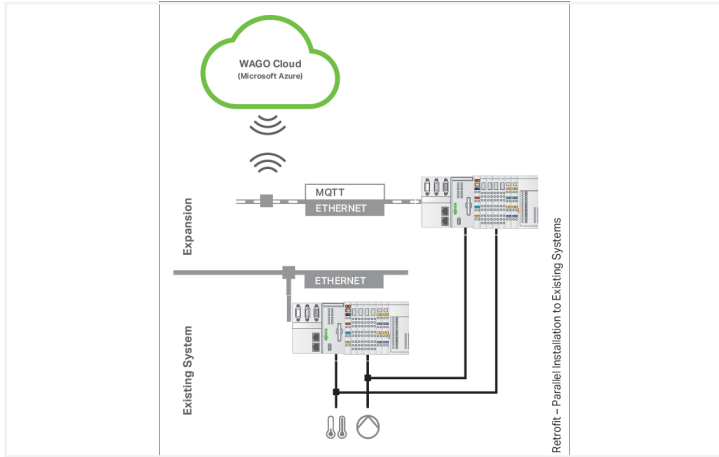 WAGO Cloud
(Microsoft Azure)
MQTT
ETHERNET
Expansion
ETHERNET
Existing System
Retrofit – Parallel Installation to Existing Systems